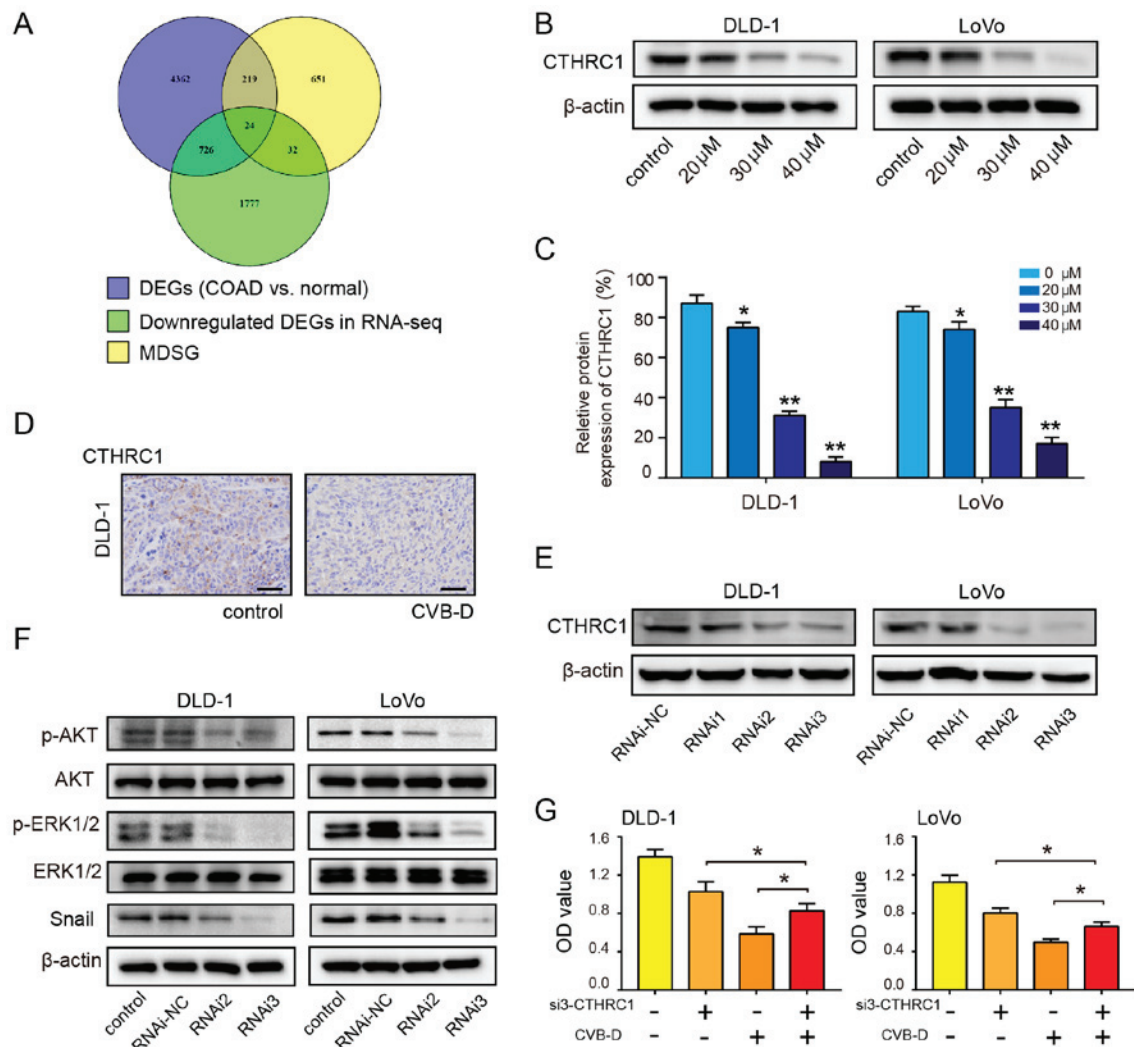 A
4362
219
651
24
726
32
1777
DEGs (COAD vs. normal)
Downregulated DEGs in RNA-seq
MDSG
B
DLD-1
LoVo
CTHRC1
β-actin
control
20 µM
30 µM
40 µM
control
20 µM
30 µM
40 µM
C
Reletive protein
expression of CTHRC1 (%)
100
80
60
40
20
0
0 µM
20 µM
30 µM
40 µM
*
**
**
*
**
**
DLD-1
LoVo
D
CTHRC1
DLD-1
control
CVB-D
E
DLD-1
LoVo
CTHRC1
β-actin
RNAi-NC
RNAi1
RNAi2
RNAi3
RNAi-NC
RNAi1
RNAi2
RNAi3
F
DLD-1
LoVo
p-AKT
AKT
p-ERK1/2
ERK1/2
Snail
β-actin
control
RNAi-NC
RNAi2
RNAi3
control
RNAi-NC
RNAi2
RNAi3
G
DLD-1
OD value
1.6
1.2
0.8
0.4
0.0
*
*
LoVo
OD value
1.6
1.2
0.8
0.4
0.0
*
*
si3-CTHRC1 - + - + - + - +
CVB-D - - + + - - + +